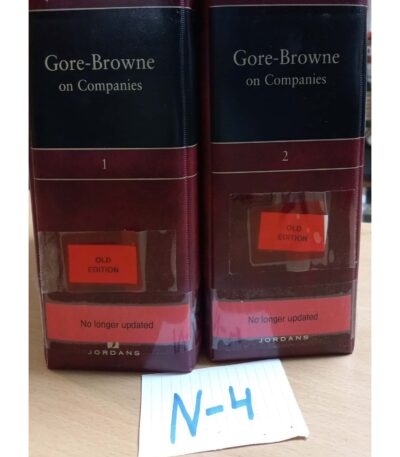 Gore-Browne
on Companies
1
OLD
EDITION
No longer updated
JORDANS
Gore-Browne
on Companies
2
OLD
EDITION
No longer updated
JORDANS
N-4